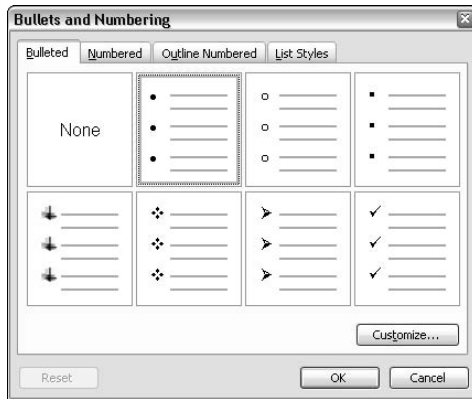 Bullets and Numbering
Bulleted Numbered Outline Numbered List Styles
None
Customize...
Reset OK Cancel